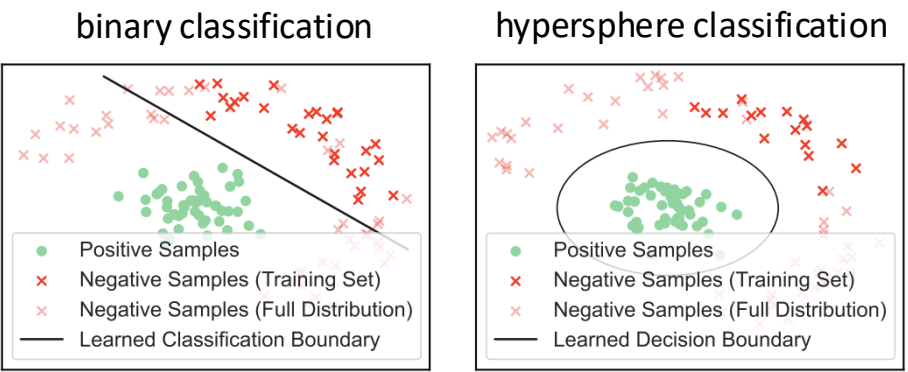 binary classification
hypersphere classification
Positive Samples
Negative Samples (Training Set)
Negative Samples (Full Distribution)
Learned Classification Boundary
Positive Samples
Negative Samples (Training Set)
Negative Samples (Full Distribution)
Learned Decision Boundary